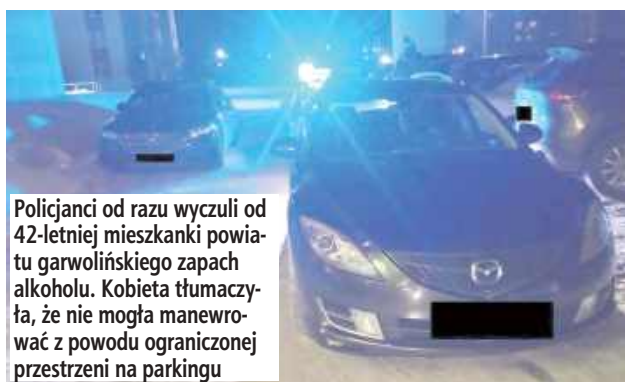 Policjanci od razu wyczuli od
42-letniej mieszkanki powia-
tu garwolińskiego zapach
alkoholu. Kobieta tłumaczy-
ła, że nie mogła manewro-
wać z powodu ograniczonej
przestrzeni na parkingu